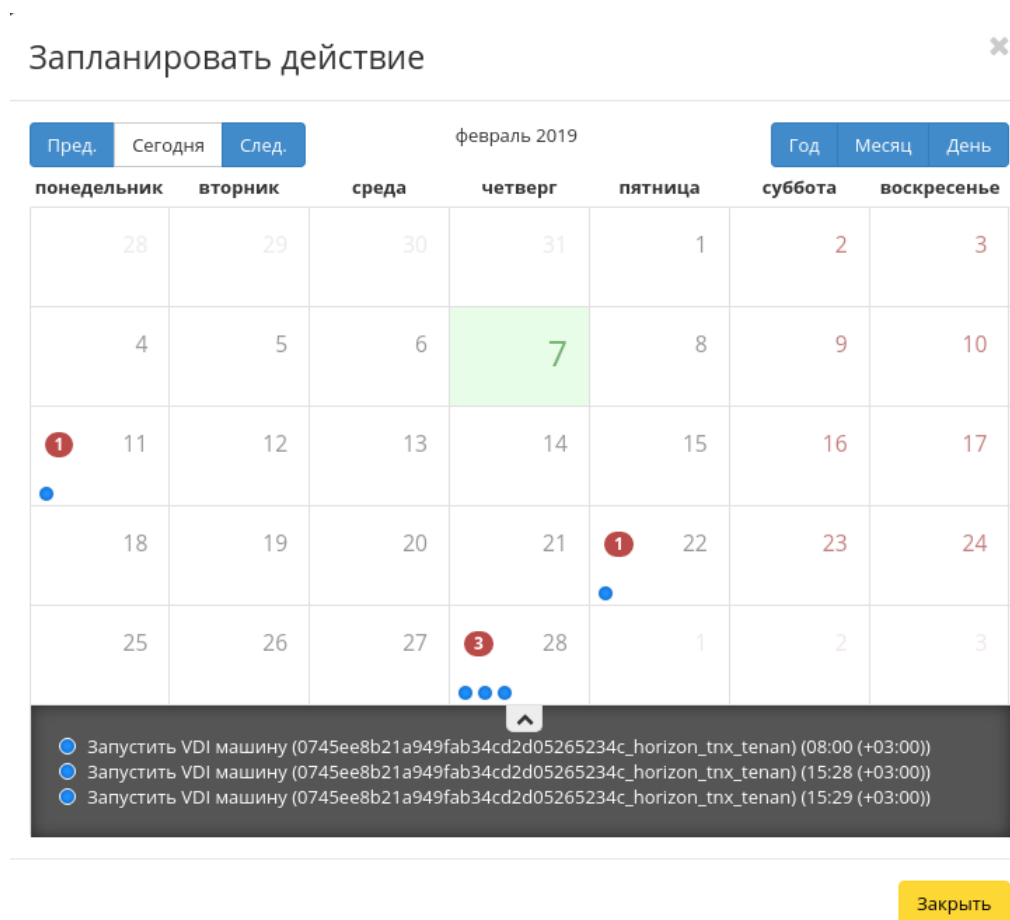 Запланировать действие ×
Пред. Сегодня След. февраль 2019 Год Месяц День
понедельник вторник среда четверг пятница суббота воскресенье
28 29 30 31 1 2 3
4 5 6 7 8 9 10
1 11 12 13 14 15 16 17
18 19 20 21 1 22 23 24
25 26 27 3 28 1 2 3
Запустить VDI машину (0745ee8b21a949fab34cd2d05265234c_horizon_tnx_tenan) (08:00 (+03:00))
Запустить VDI машину (0745ee8b21a949fab34cd2d05265234c_horizon_tnx_tenan) (15:28 (+03:00))
Запустить VDI машину (0745ee8b21a949fab34cd2d05265234c_horizon_tnx_tenan) (15:29 (+03:00))
Закрыть